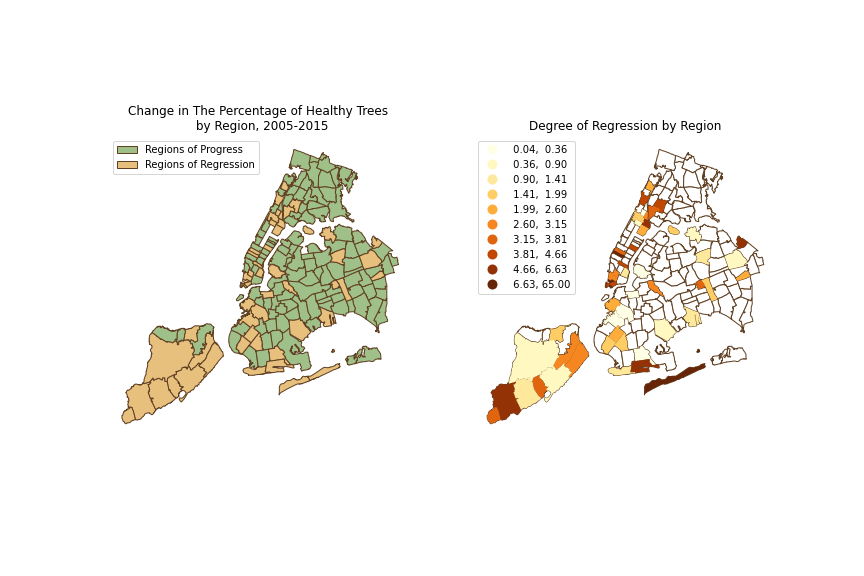 Change in The Percentage of Healthy Trees
by Region, 2005-2015
Regions of Progress
Regions of Regression
Degree of Regression by Region
0.04, 0.36
0.36, 0.90
0.90, 1.41
1.41, 1.99
1.99, 2.60
2.60, 3.15
3.15, 3.81
3.81, 4.66
4.66, 6.63
6.63, 65.00